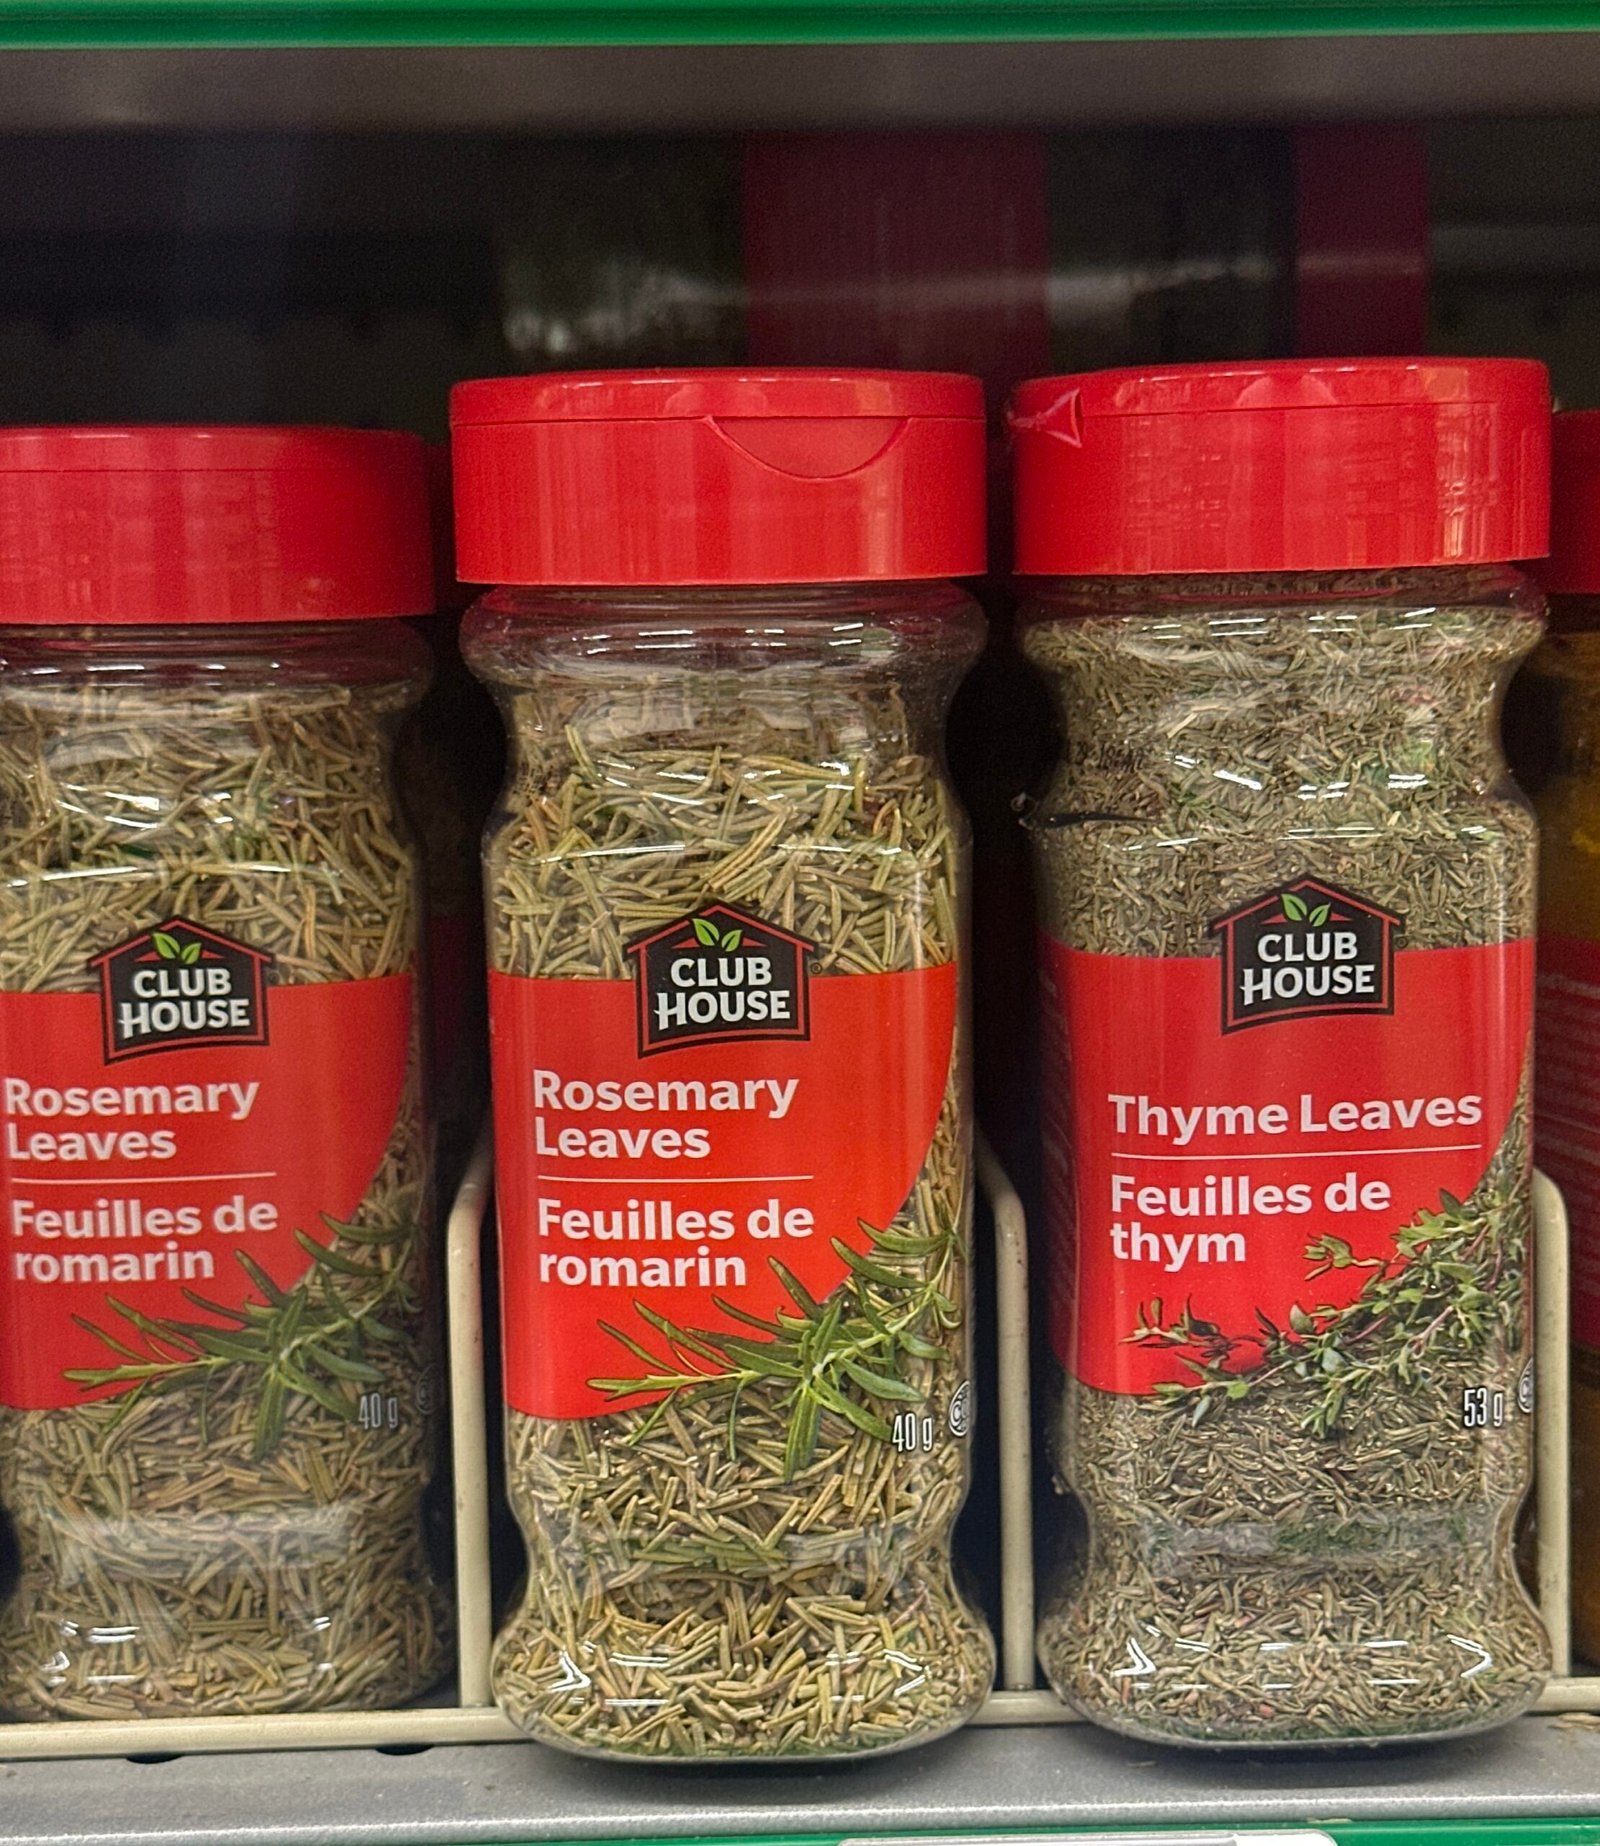 CLUB
HOUSE
Rosemary
Leaves
Feuilles de
romarin
40 g
CLUB
HOUSE
Rosemary
Leaves
Feuilles de
romarin
40 g
CLUB
HOUSE
Thyme Leaves
Feuilles de
thym
53 g